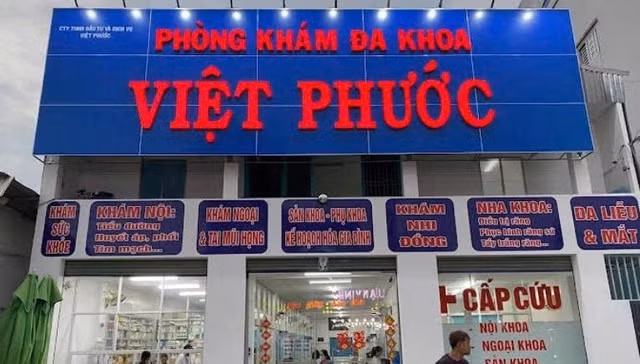 CTY TNHH ĐẦU TƯ VÀ DỊCH VỤ
VIỆT PHƯỚC
PHÒNG KHÁM ĐA KHOA
VIỆT PHƯỚC
KHÁM
SỨC
KHỎE
KHÁM NỘI:
Tiểu đường
Huyết áp, phổi
Tim mạch...
KHÁM NGOẠI
& TAI MŨI HỌNG
SẢN KHOA - PHỤ KHOA
KẾ HOẠCH HÓA GIA ĐÌNH
KHÁM
NHI
ĐỒNG
NHA KHOA:
Điều trị răng
Phục hình răng sứ
Tẩy trắng răng...
DA LIỄU
& MẮT
+ CẤP CỨU
NỘI KHOA
NGOẠI KHOA
SẢN KHOA